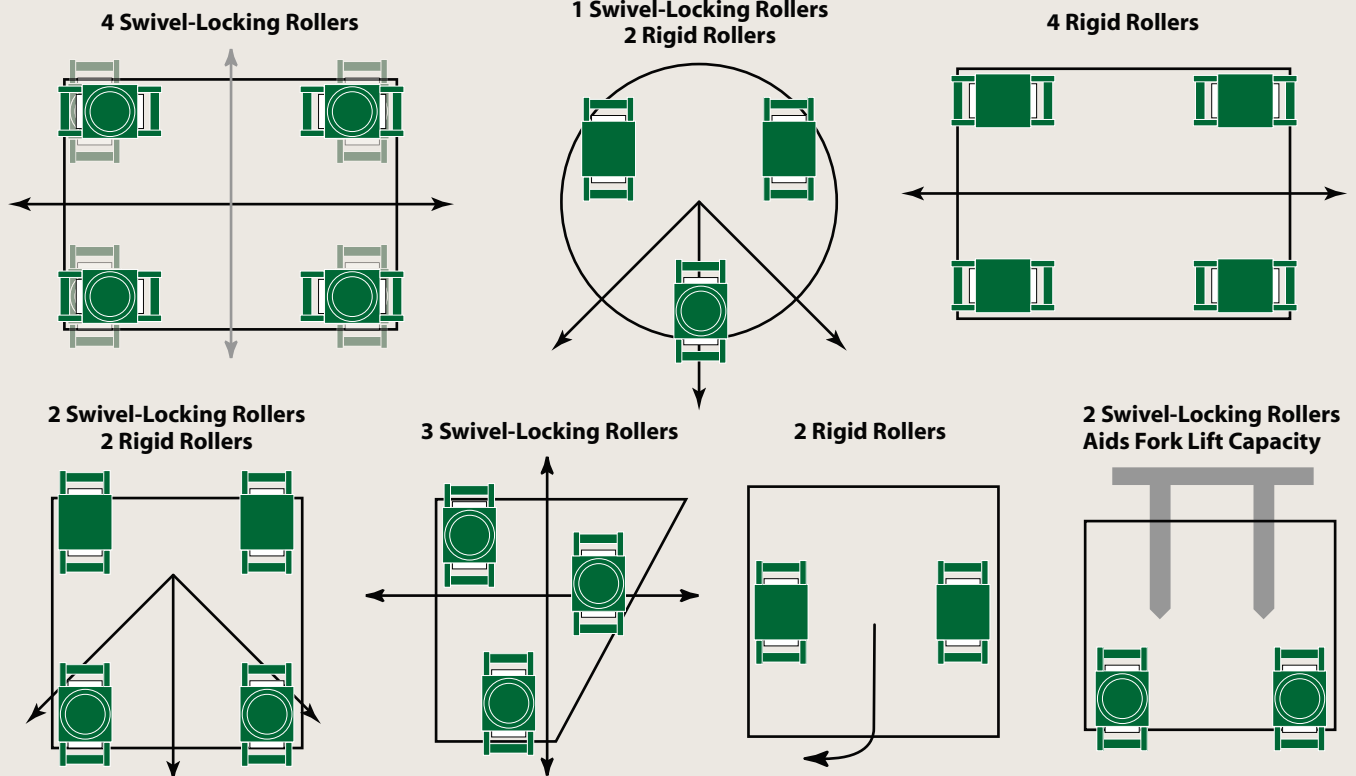 4 Swivel-Locking Rollers
1 Swivel-Locking Rollers
2 Rigid Rollers
4 Rigid Rollers
2 Swivel-Locking Rollers
2 Rigid Rollers
3 Swivel-Locking Rollers
2 Rigid Rollers
2 Swivel-Locking Rollers
Aids Fork Lift Capacity